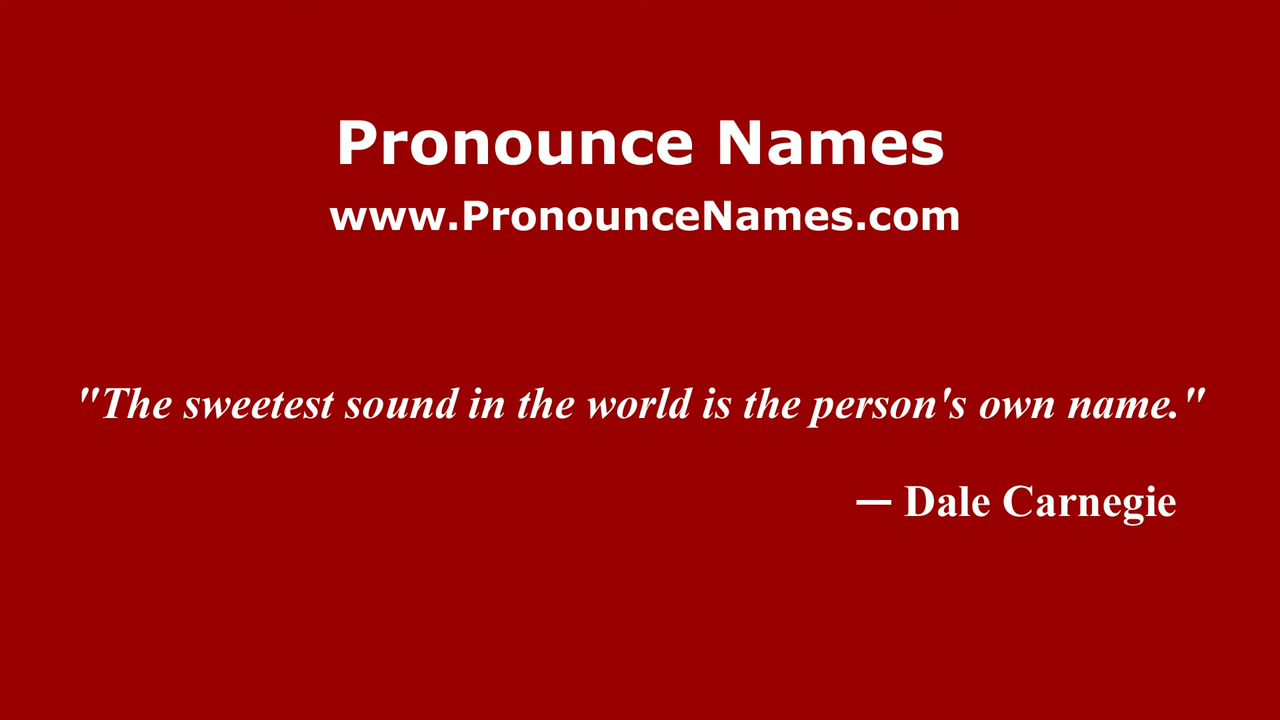 Pronounce Names
www.PronounceNames.com
"The sweetest sound in the world is the person's own name."
— Dale Carnegie